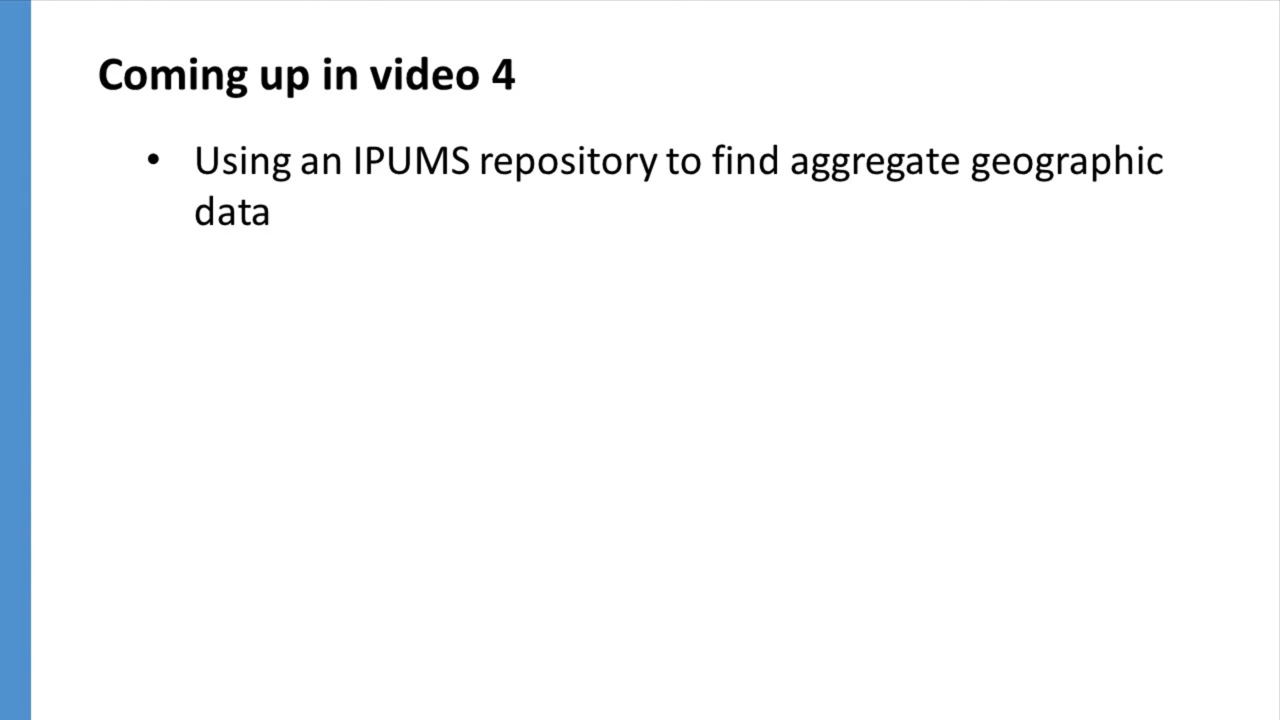 Coming up in video 4
• Using an IPUMS repository to find aggregate geographic
data